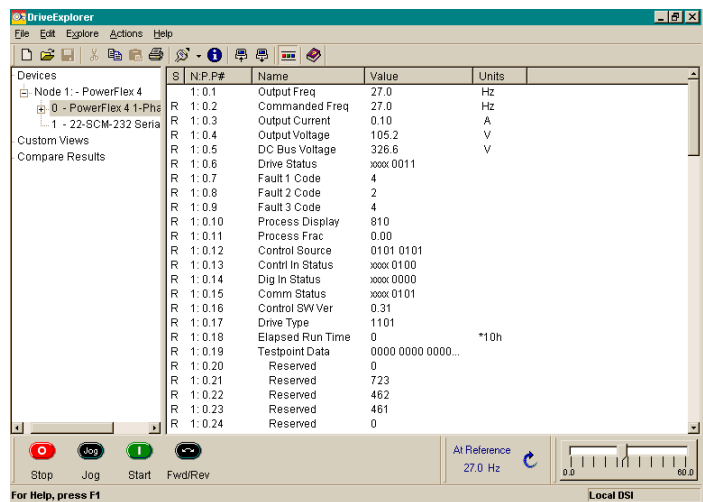 DriveExplorer
File Edit Explore Actions Help
Devices
Node 1: - PowerFlex 4
0 - PowerFlex 4 1-Pha
1 - 22-SCM-232 Seria
Custom Views
Compare Results
S N:P.P# Name Value Units
1: 0.1 Output Freq 27.0 Hz
R 1: 0.2 Commanded Freq 27.0 Hz
R 1: 0.3 Output Current 0.10 A
R 1: 0.4 Output Voltage 105.2 V
R 1: 0.5 DC Bus Voltage 326.6 V
R 1: 0.6 Drive Status xxxx 0011
R 1: 0.7 Fault 1 Code 4
R 1: 0.8 Fault 2 Code 2
R 1: 0.9 Fault 3 Code 4
R 1: 0.10 Process Display 810
R 1: 0.11 Process Frac 0.00
R 1: 0.12 Control Source 0101 0101
R 1: 0.13 Contrl In Status xxxx 0100
R 1: 0.14 Dig In Status xxxx 0000
R 1: 0.15 Comm Status xxxx 0101
R 1: 0.16 Control SW Ver 0.31
R 1: 0.17 Drive Type 1101
R 1: 0.18 Elapsed Run Time 0 *10h
R 1: 0.19 Testpoint Data 0000 0000 0000...
R 1: 0.20 Reserved 0
R 1: 0.21 Reserved 723
R 1: 0.22 Reserved 462
R 1: 0.23 Reserved 461
R 1: 0.24 Reserved 0
Jog
Stop Jog Start Fwd/Rev
At Reference
27.0 Hz
0.0 60.0
For Help, press F1 Local DSI